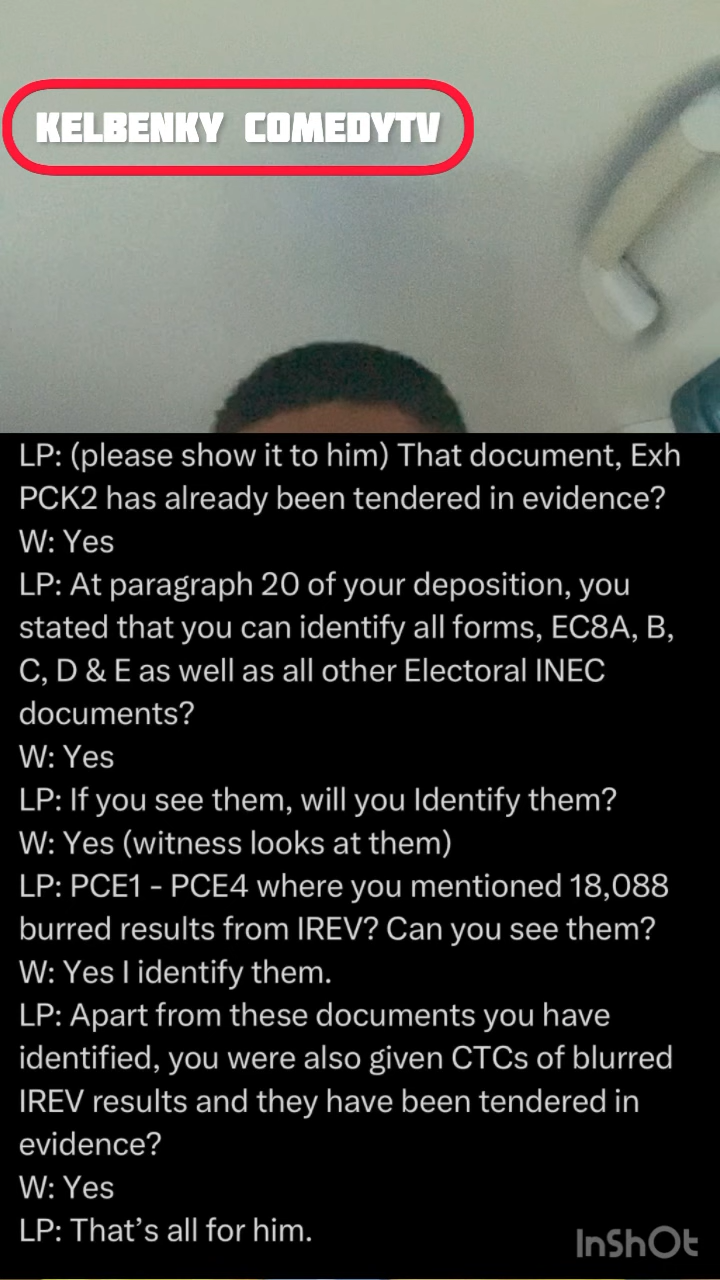 KELBENKY COMEDYTV
LP: (please show it to him) That document, Exh
PCK2 has already been tendered in evidence?
W: Yes
LP: At paragraph 20 of your deposition, you
stated that you can identify all forms, EC8A, B,
C, D & E as well as all other Electoral INEC
documents?
W: Yes
LP: If you see them, will you Identify them?
W: Yes (witness looks at them)
LP: PCE1 - PCE4 where you mentioned 18,088
burred results from IREV? Can you see them?
W: Yes I identify them.
LP: Apart from these documents you have
identified, you were also given CTCs of blurred
IREV results and they have been tendered in
evidence?
W: Yes
LP: That’s all for him.
InShOt